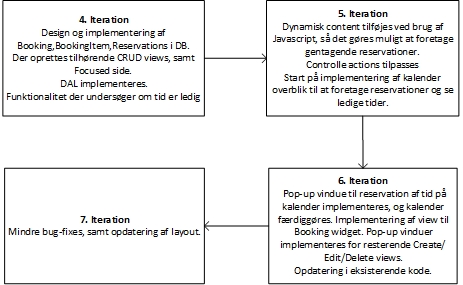 4. Iteration
Design og implementering af
Booking,BookingItem,Reservations i DB.
Der oprettes tilhørende CRUD views, samt
Focused side.
DAL implementeres.
Funktionalitet der undersøger om tid er ledig
5. Iteration
Dynamisk content tilføjes ved brug af
Javascript, så det gøres muligt at foretage
gentagende reservationer.
Controlle actions tilpasses
Start på implementering af kalender
overblik til at foretage reservationer og se
ledige tider.
6. Iteration
Pop-up vindue til reservation af tid på
kalender implementeres, og kalender
færdiggøres. Implementering af view til
Booking widget. Pop-up vinduer
implementeres for resterende Create/
Edit/Delete views.
Opdatering i eksisterende kode.
7. Iteration
Mindre bug-fixes, samt opdatering af layout.